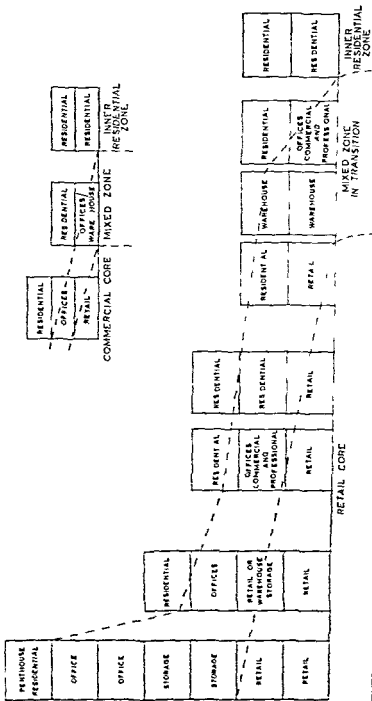 RESIDENTIAL
OFFICES
RETAIL
RESIDENTIAL
OFFICES/
WARE HOUSE
RESIDENTIAL
RESIDENTIAL
COMMERCIAL CORE
MIXED ZONE
INNER
RESIDENTIAL
ZONE
PENTHOUSE
RESIDENTIAL
OFFICE
OFFICE
STORAGE
STORAGE
RETAIL
RETAIL
RESIDENTIAL
OFFICES
RETAIL OR
WAREHOUSE
STORAGE
RETAIL
RESIDENTIAL
OFFICES
COMMERCIAL
AND
PROFESSIONAL
RETAIL
RESIDENTIAL
RESIDENTIAL
RETAIL
RESIDENTIAL
RETAIL
WAREHOUSE
WAREHOUSE
RESIDENTIAL
OFFICES
COMMERCIAL
AND
PROFESSIONAL
RESIDENTIAL
RESIDENTIAL
RETAIL CORE
MIXED ZONE
IN TRANSITION
INNER
RESIDENTIAL
ZONE